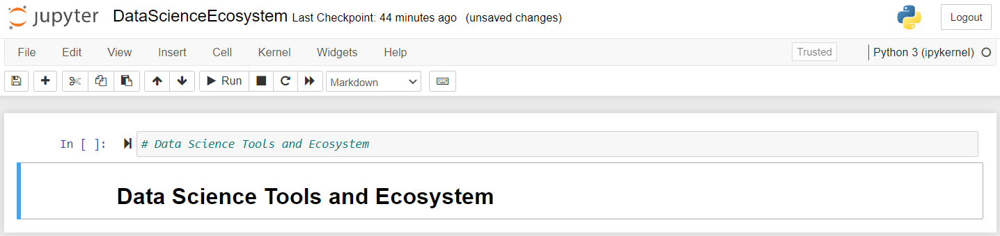 jupyter DataScienceEcosystem Last Checkpoint: 44 minutes ago (unsaved changes) Logout
File Edit View Insert Cell Kernel Widgets Help Trusted Python 3 (ipykernel)
Run Markdown
In [ ]: # Data Science Tools and Ecosystem
Data Science Tools and Ecosystem